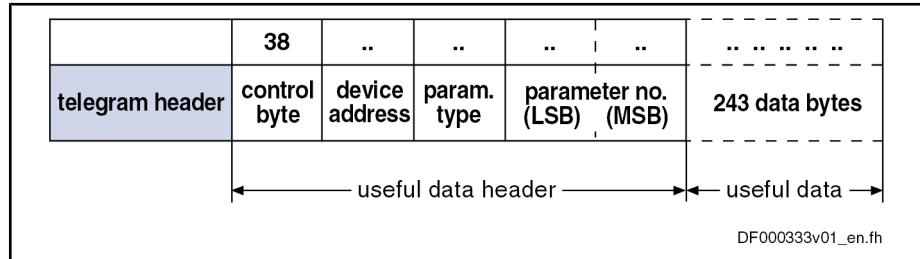 38 .. .. .. .. .. .. .. .. ..
telegram header control byte device address param. type parameter no. (LSB) (MSB) 243 data bytes
useful data header useful data
DF000333v01_en.fh